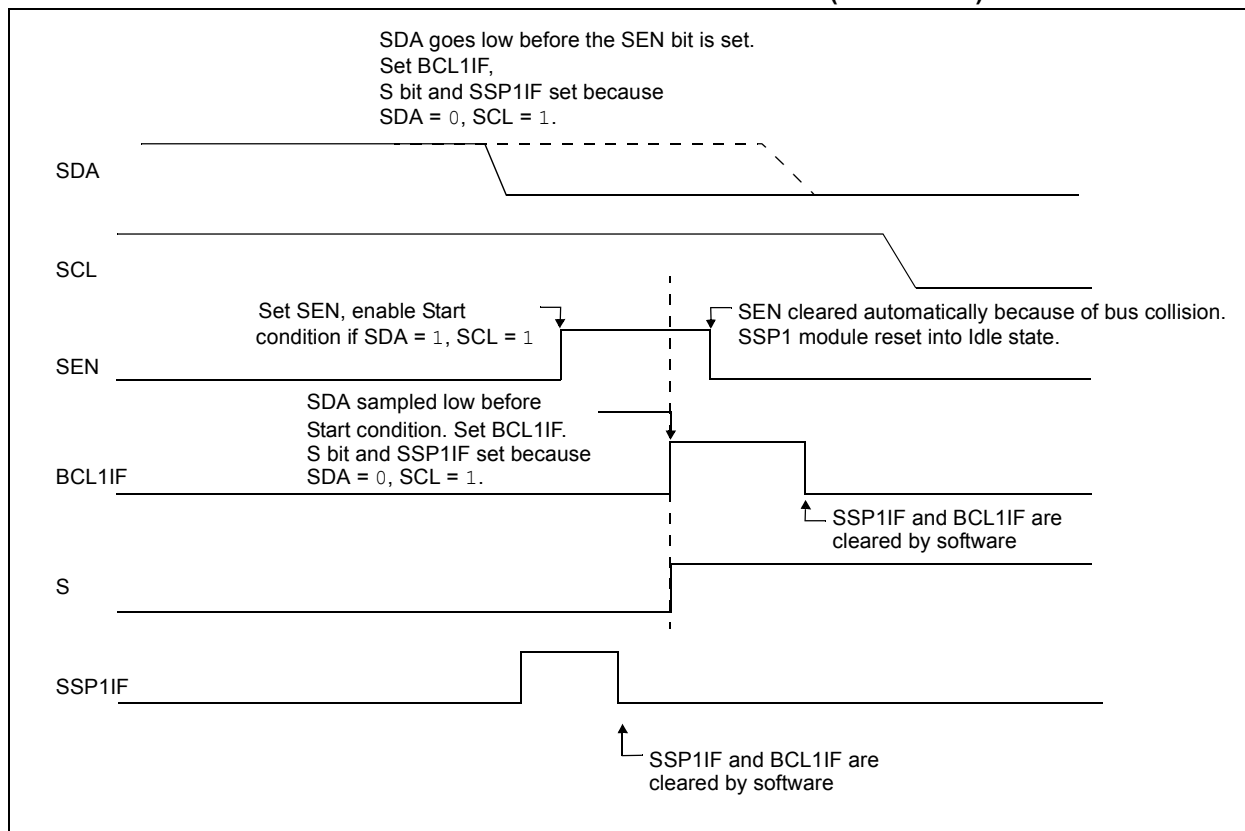 SDA goes low before the SEN bit is set.
Set BCL1IF,
S bit and SSP1IF set because
SDA = 0, SCL = 1.
SDA
SCL
Set SEN, enable Start
condition if SDA = 1, SCL = 1
SEN cleared automatically because of bus collision.
SSP1 module reset into Idle state.
SEN
SDA sampled low before
Start condition. Set BCL1IF.
S bit and SSP1IF set because
SDA = 0, SCL = 1.
BCL1IF
SSP1IF and BCL1IF are
cleared by software
S
SSP1IF
SSP1IF and BCL1IF are
cleared by software